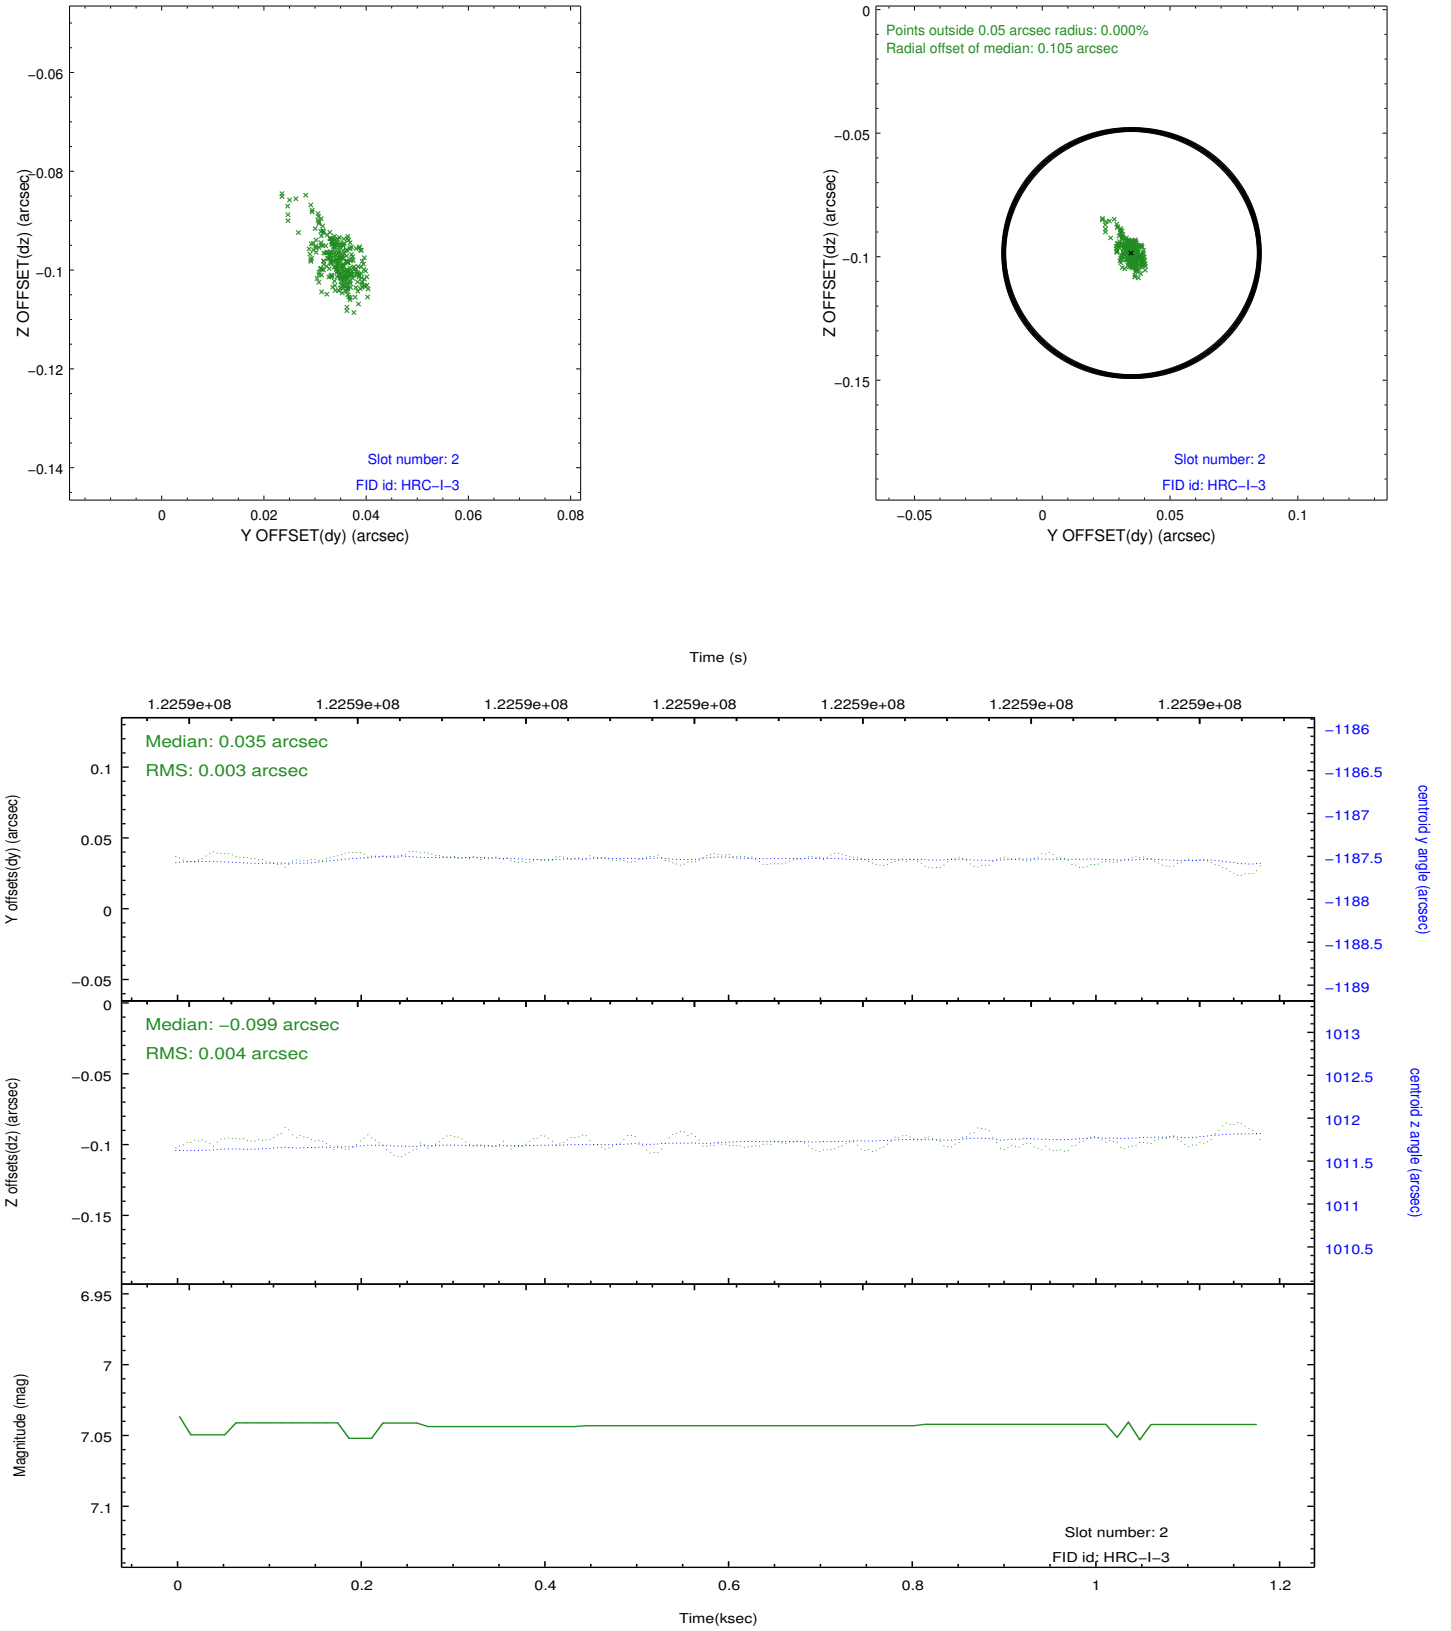 −0.06
−0.08
−0.1
−0.12
−0.14
Z OFFSET(dz) (arcsec)
Slot number: 2
FID id: HRC−I−3
0
0.02
0.04
0.06
0.08
Y OFFSET(dy) (arcsec)
Points outside 0.05 arcsec radius: 0.000%
Radial offset of median: 0.105 arcsec
0
−0.05
−0.1
−0.15
Z OFFSET(dz) (arcsec)
Slot number: 2
FID id: HRC−I−3
−0.05
0
0.05
0.1
Y OFFSET(dy) (arcsec)
Time (s)
1.2259e+08
1.2259e+08
1.2259e+08
1.2259e+08
1.2259e+08
1.2259e+08
1.2259e+08
Median: 0.035 arcsec
RMS: 0.003 arcsec
0.1
0.05
0
−0.05
Y offsets(dy) (arcsec)
−1186
−1186.5
−1187
−1187.5
−1188
−1188.5
−1189
centroid y angle (arcsec)
Median: −0.099 arcsec
RMS: 0.004 arcsec
0
−0.05
−0.1
−0.15
Z offsets(dz) (arcsec)
1013
1012.5
1012
1011.5
1011
1010.5
centroid z angle (arcsec)
6.95
7
7.05
7.1
Magnitude (mag)
Slot number: 2
FID id: HRC−I−3
0
0.2
0.4
0.6
0.8
1
1.2
Time(ksec)